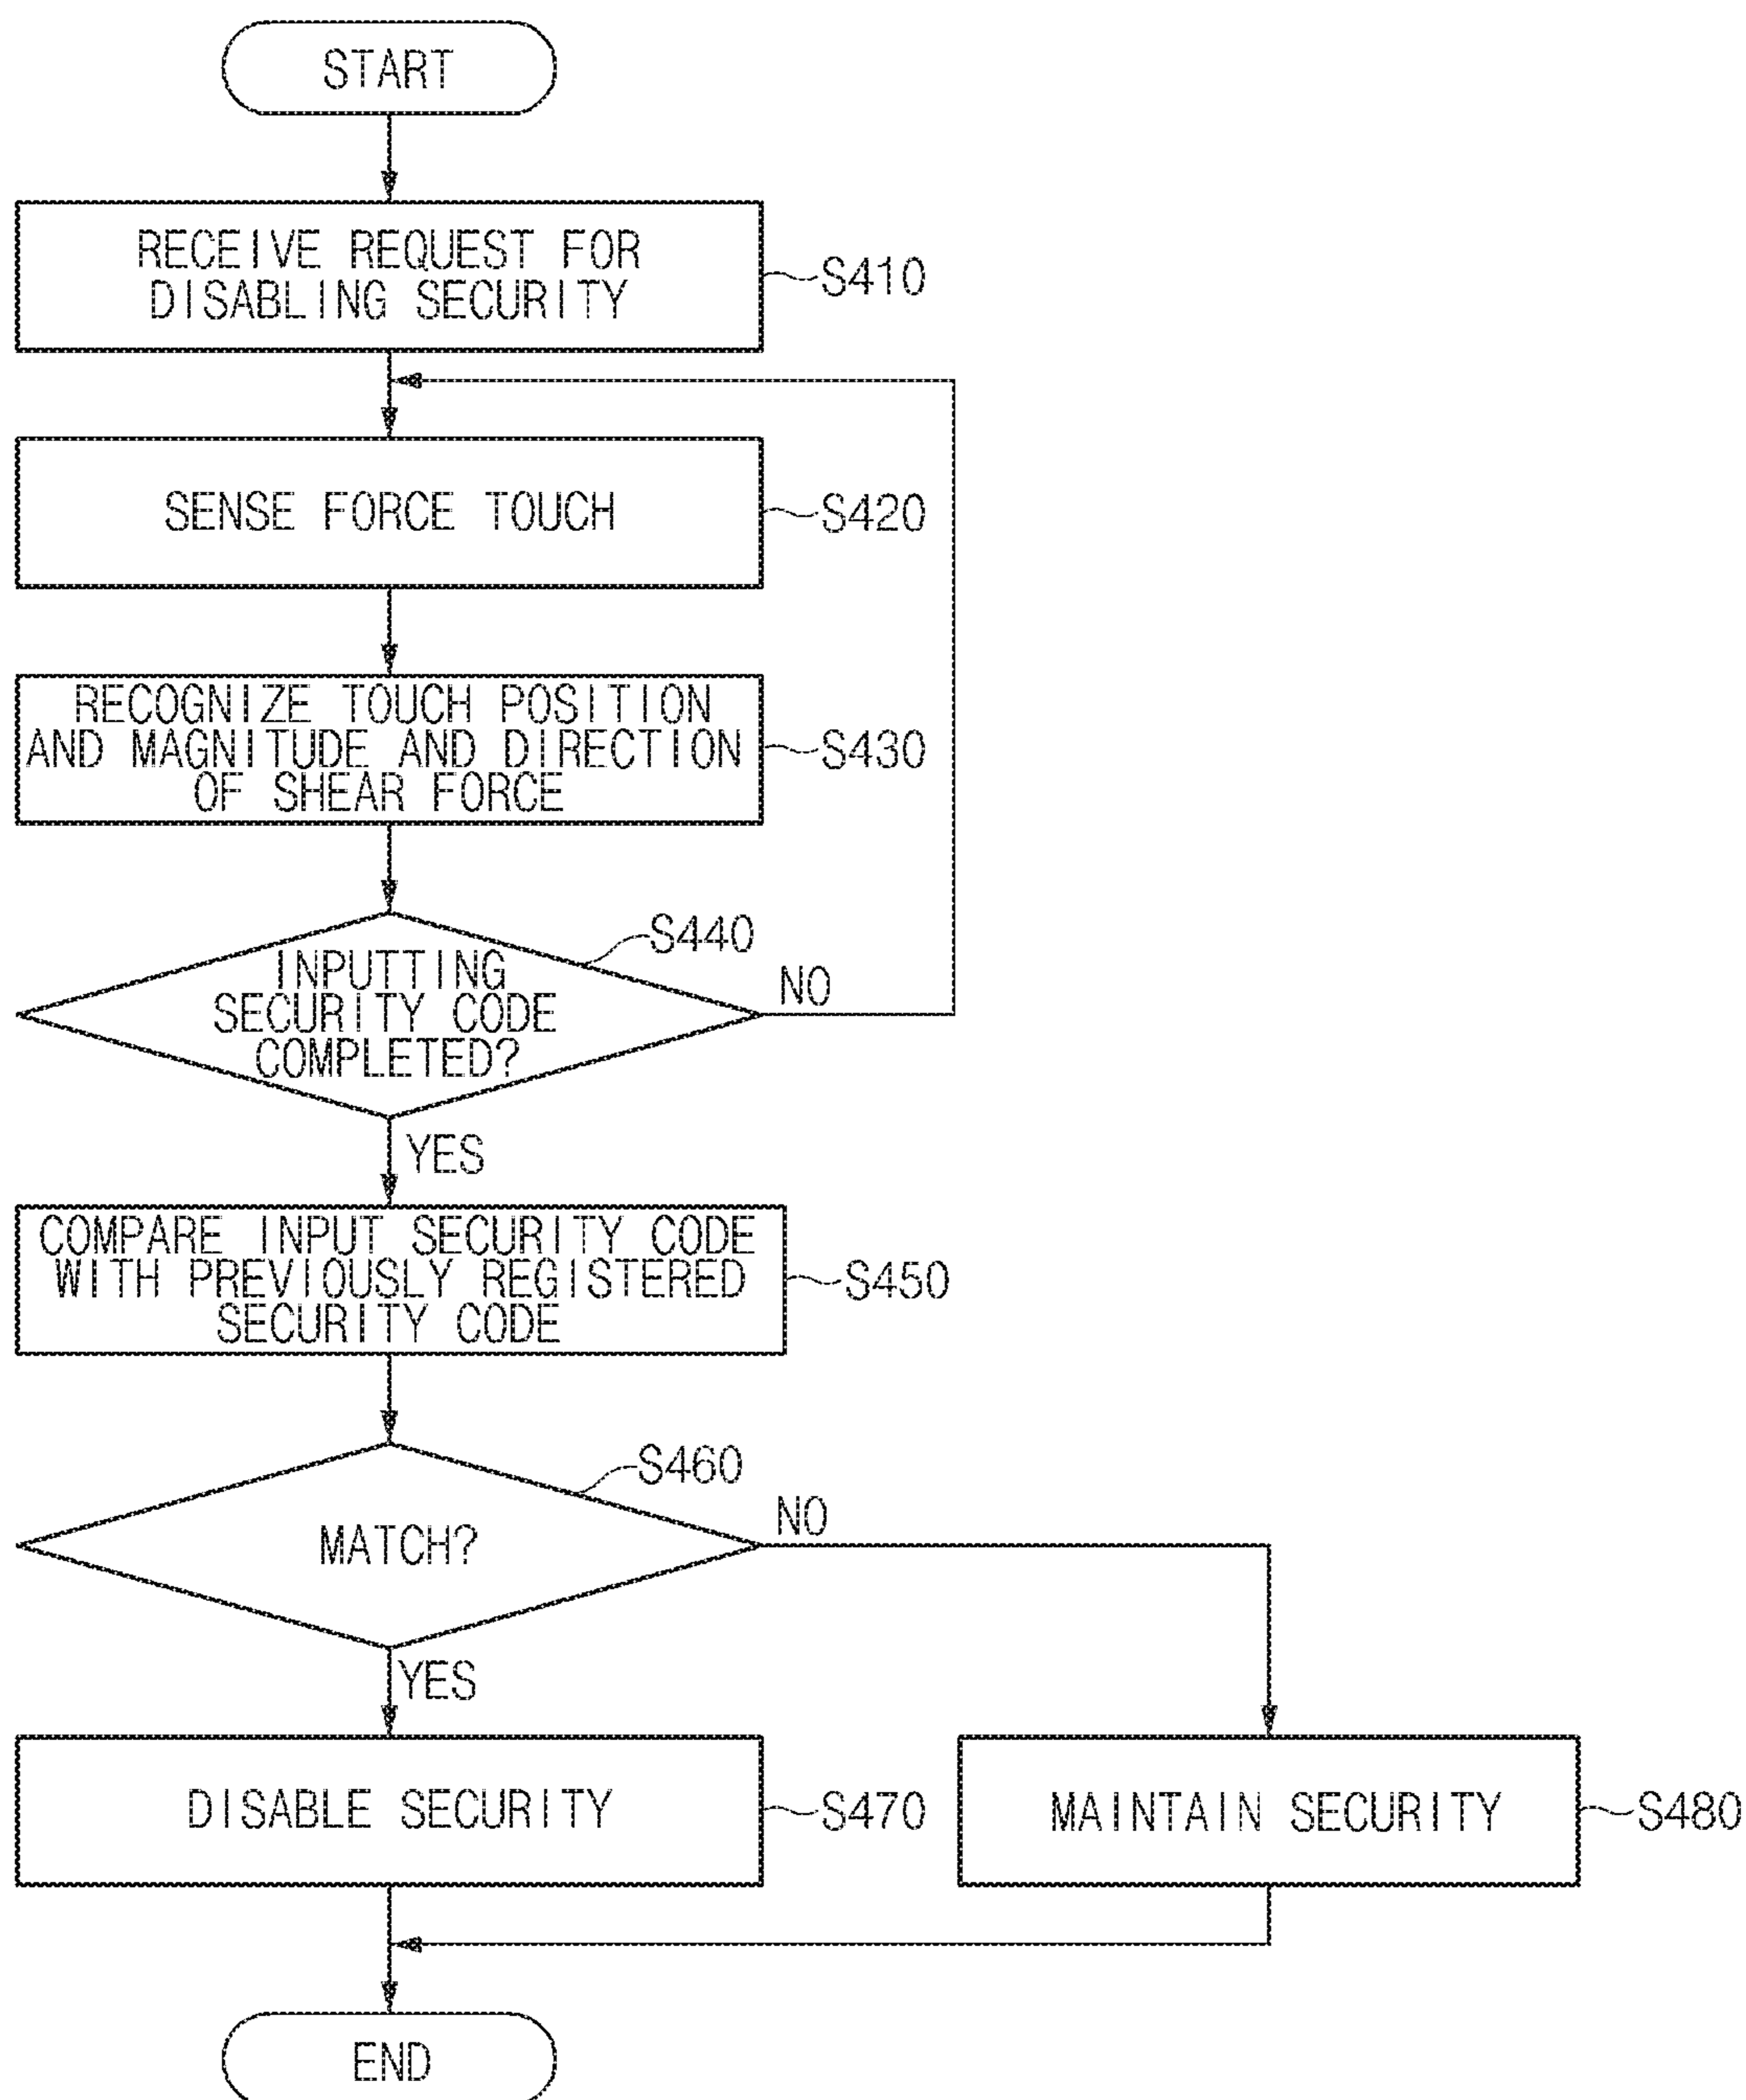 START
RECEIVE REQUEST FOR
DISABLING SECURITY
S410
SENSE FORCE TOUCH
S420
RECOGNIZE TOUCH POSITION
AND MAGNITUDE AND DIRECTION
OF SHEAR FORCE
S430
S440
INPUTTING
SECURITY CODE
COMPLETED?
NO
YES
COMPARE INPUT SECURITY CODE
WITH PREVIOUSLY REGISTERED
SECURITY CODE
S450
S460
MATCH?
NO
YES
DISABLE SECURITY
S470
MAINTAIN SECURITY
S480
END